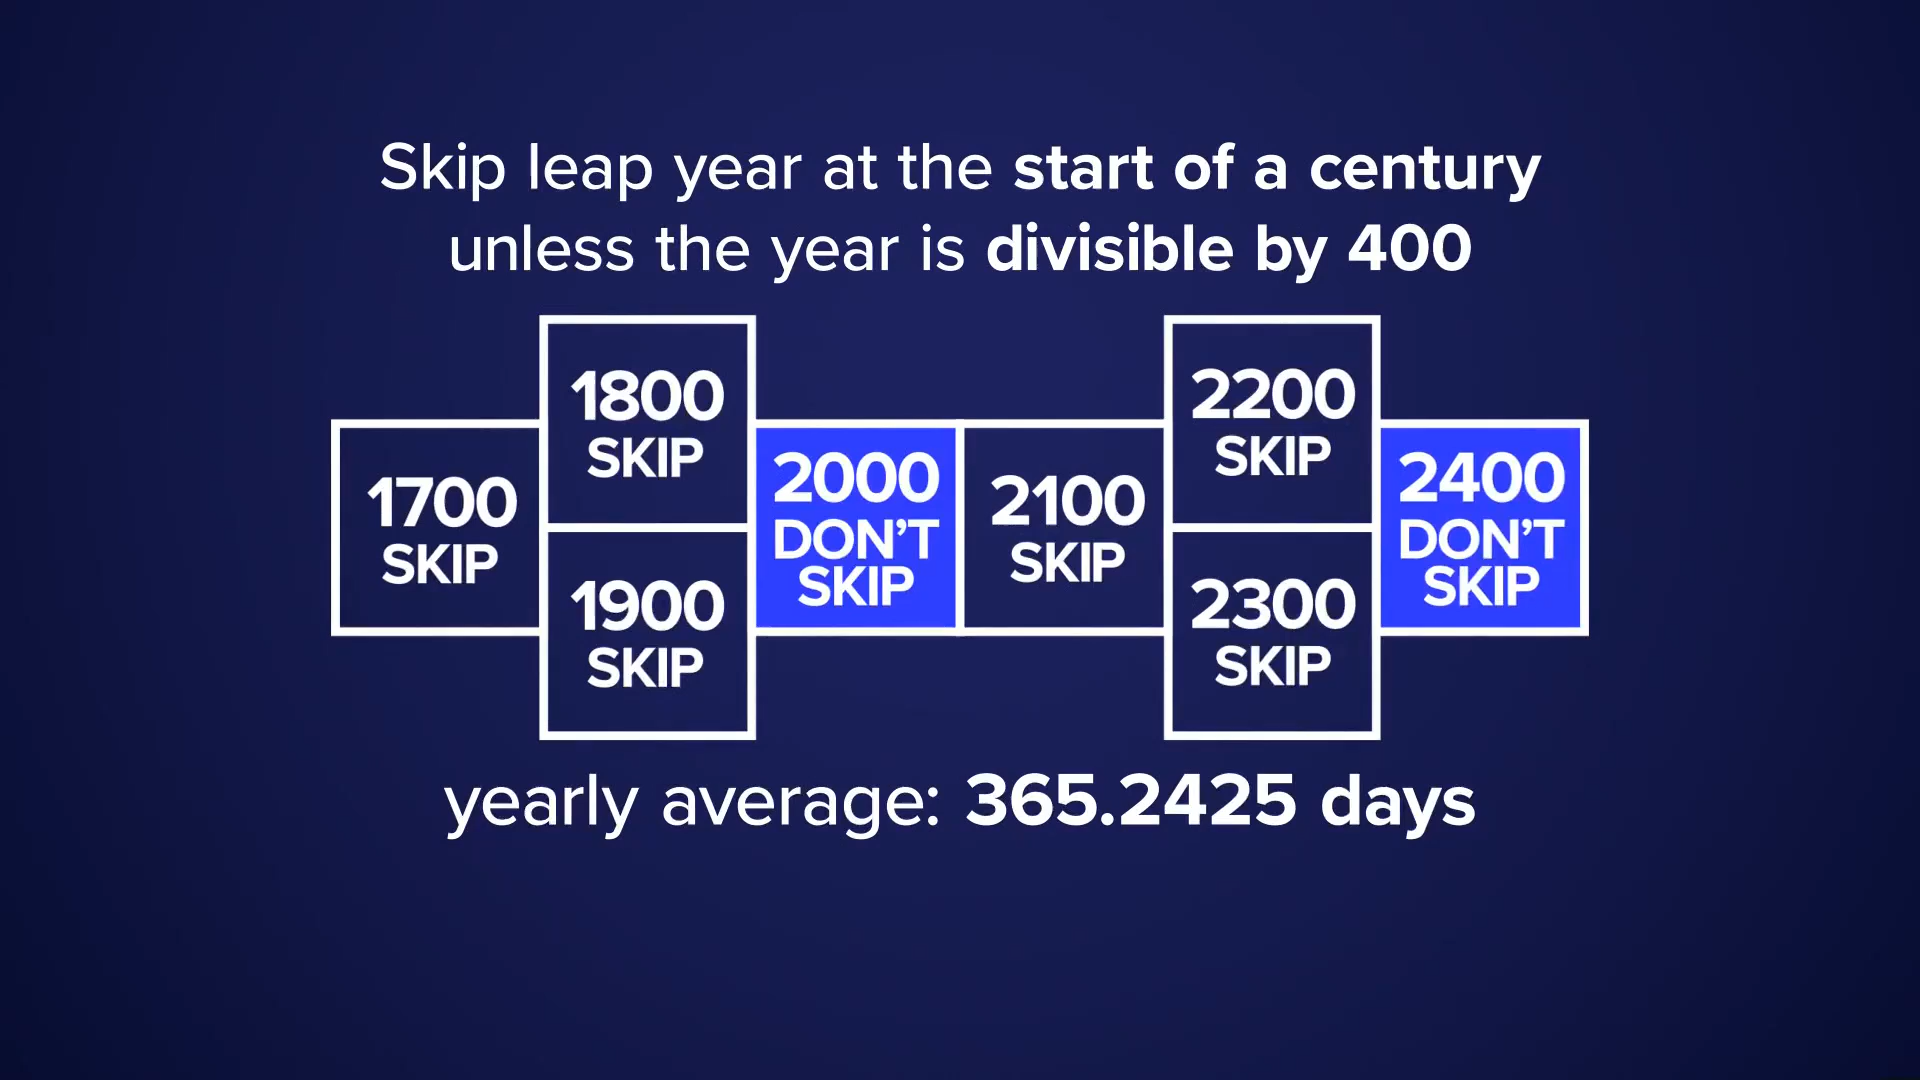 Skip leap year at the start of a century
unless the year is divisible by 400
1700
SKIP
1800
SKIP
1900
SKIP
2000
DON'T
SKIP
2100
SKIP
2200
SKIP
2300
SKIP
2400
DON'T
SKIP
yearly average: 365.2425 days